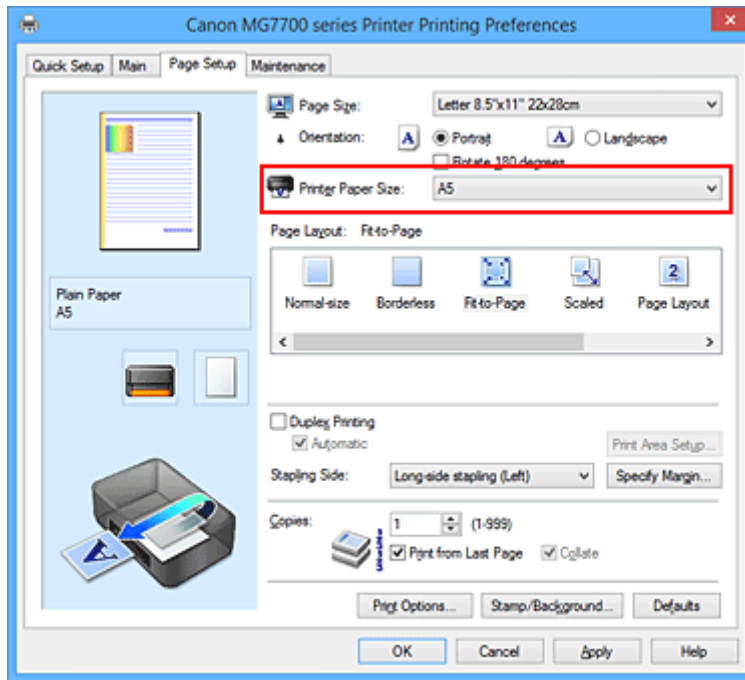 Canon MG7700 series Printer Printing Preferences
Quick Setup Main Page Setup Maintenance
Page Size: Letter 8.5"x11" 22x28cm
Orientation: A Portrait A Landscape
Rotate 180 degrees
Printer Paper Size: A5
Page Layout: Fit-to-Page
2
Normal-size Borderless Fit-to-Page Scaled Page Layout
Plain Paper
A5
Duplex Printing
Automatic
Print Area Setup...
Stapling Side: Long-side stapling (Left) Specify Margin...
Copies: 1 (1-999)
Print from Last Page Collate
A
Print Options... Stamp/Background... Defaults
OK Cancel Apply Help